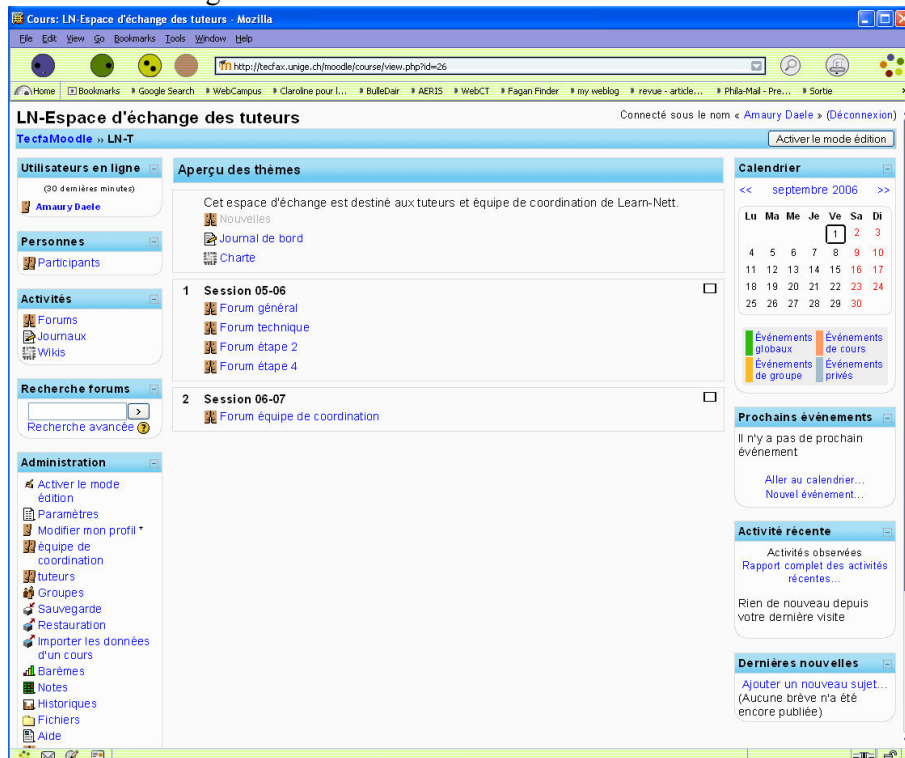 Cours: LN-Espace d'échange des tuteurs - Mozilla
File Edit View Go Bookmarks Tools Window Help
http://tecfax.unige.ch/moodle/course/view.php?id=26
Home Bookmarks Google Search WebCampus Claroline pour l... BulleDair AERIS WebCT Fagan Finder my weblog revue - article... Phila-Mail - Pre... Sortie
LN-Espace d'échange des tuteurs
Connecté sous le nom « Amaury Daele » (Déconnexion)
TecfaMoodle » LN-T
Activer le mode édition
Utilisateurs en ligne
(30 dernières minutes)
Amaury Daele
Personnes
Participants
Activités
Forums
Journaux
Wikis
Recherche forums
>
Recherche avancée ?
Administration
Activer le mode
édition
Paramètres
Modifier mon profil *
équipe de
coordination
tuteurs
Groupes
Sauvegarde
Restauration
Importer les données
d'un cours
Barèmes
Notes
Historiques
Fichiers
Aide
Aperçu des thèmes
Cet espace d'échange est destiné aux tuteurs et équipe de coordination de Learn-Nett.
Nouvelles
Journal de bord
Charte
1 Session 05-06
Forum général
Forum technique
Forum étape 2
Forum étape 4
2 Session 06-07
Forum équipe de coordination
Calendrier
<< septembre 2006 >>
Lu Ma Me Je Ve Sa Di
1 2 3
4 5 6 7 8 9 10
11 12 13 14 15 16 17
18 19 20 21 22 23 24
25 26 27 28 29 30
Événements Événements
globaux de cours
Événements Événements
de groupe privés
Prochains événements
Il n'y a pas de prochain
événement
Aller au calendrier...
Nouvel événement...
Activité récente
Activités observées
Rapport complet des activités
récentes...
Rien de nouveau depuis
votre dernière visite
Dernières nouvelles
Ajouter un nouveau sujet...
(Aucune brève n'a été
encore publiée)